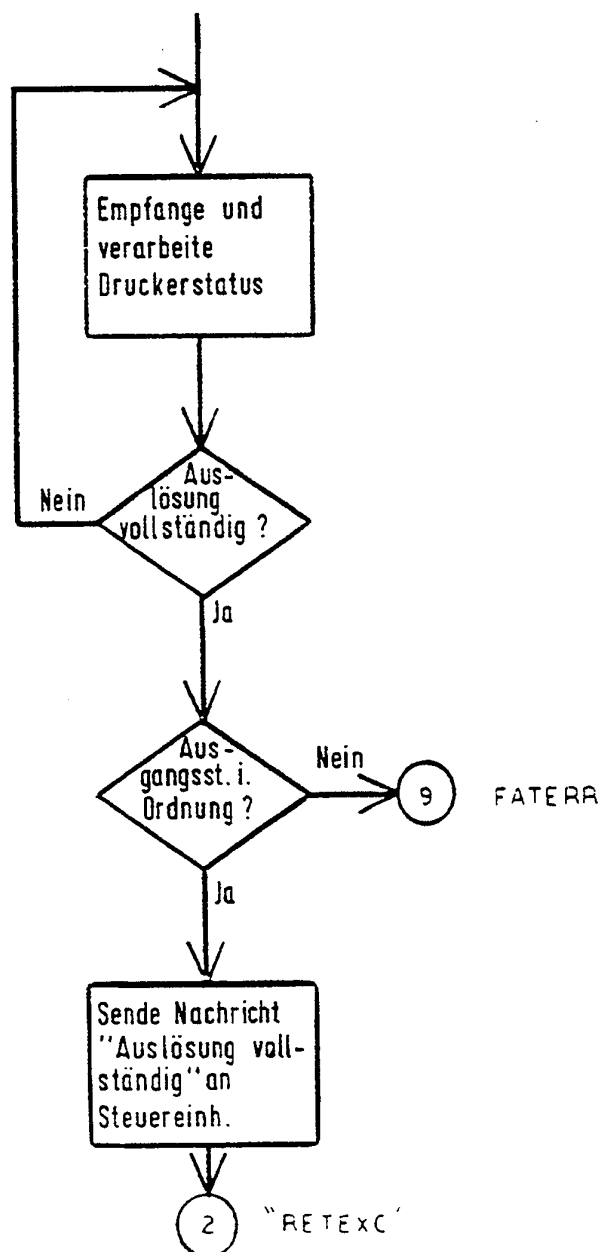 Empfange und
verarbeite
Druckerstatus
Aus-
lösung
vollständig ?
Nein
Ja
Aus-
gangsst. i.
Ordnung ?
Nein
9 FATERR
Ja
Sende Nachricht
"Auslösung voll-
ständig" an
Steuereinh.
2 "RETEXC'